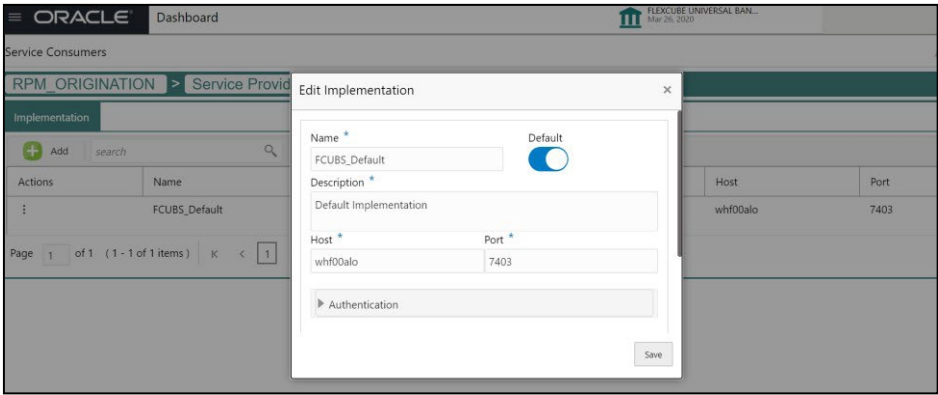 ORACLE®
Dashboard
FLEXCUBE UNIVERSAL BAN...
Mar 26, 2020
Service Consumers
RPM_ORIGINATION > Service Provid
Edit Implementation ×
Implementation
Name *
Default
Add
search
FCUBS_Default
Actions
Name
Description *
Host
Port
FCUBS_Default
Default Implementation
whf00alo
7403
Host *
Port *
Page 1 of 1 (1 - 1 of 1 items) K < 1
whf00alo
7403
Authentication
Save